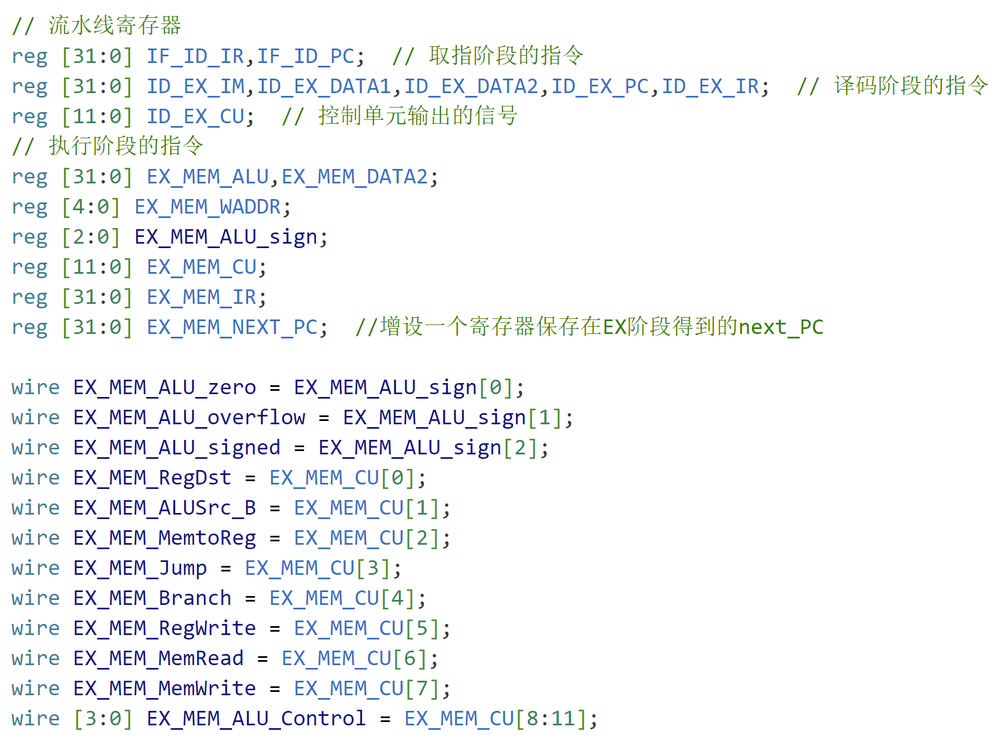 // 流水线寄存器
reg [31:0] IF_ID_IR,IF_ID_PC;  // 取指阶段的指令
reg [31:0] ID_EX_IM,ID_EX_DATA1,ID_EX_DATA2,ID_EX_PC,ID_EX_IR;  // 译码阶段的指令
reg [11:0] ID_EX_CU;  // 控制单元输出的信号
// 执行阶段的指令
reg [31:0] EX_MEM_ALU,EX_MEM_DATA2;
reg [4:0] EX_MEM_WADDR;
reg [2:0] EX_MEM_ALU_sign;
reg [11:0] EX_MEM_CU;
reg [31:0] EX_MEM_IR;
reg [31:0] EX_MEM_NEXT_PC;  //增设一个寄存器保存在EX阶段得到的next_PC
wire EX_MEM_ALU_zero = EX_MEM_ALU_sign[0];
wire EX_MEM_ALU_overflow = EX_MEM_ALU_sign[1];
wire EX_MEM_ALU_signed = EX_MEM_ALU_sign[2];
wire EX_MEM_RegDst = EX_MEM_CU[0];
wire EX_MEM_ALUSrc_B = EX_MEM_CU[1];
wire EX_MEM_MemtoReg = EX_MEM_CU[2];
wire EX_MEM_Jump = EX_MEM_CU[3];
wire EX_MEM_Branch = EX_MEM_CU[4];
wire EX_MEM_RegWrite = EX_MEM_CU[5];
wire EX_MEM_MemRead = EX_MEM_CU[6];
wire EX_MEM_MemWrite = EX_MEM_CU[7];
wire [3:0] EX_MEM_ALU_Control = EX_MEM_CU[8:11];